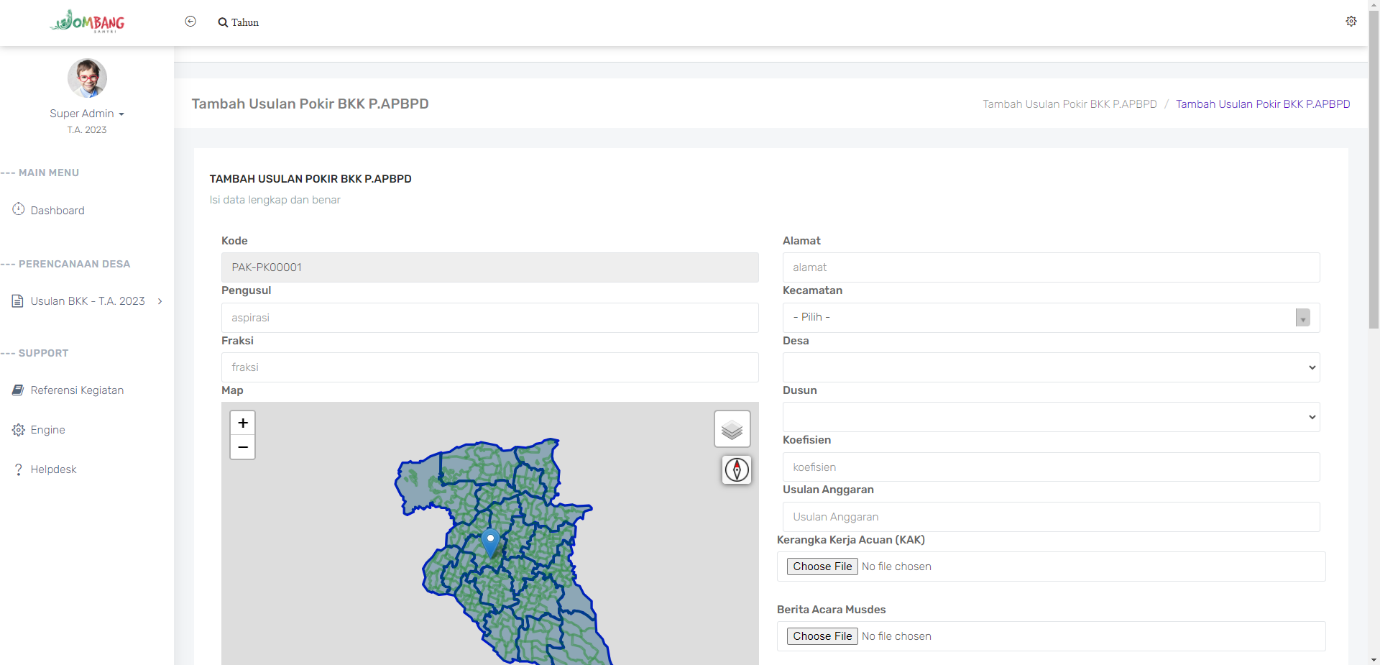 JOMBANG
Tahun
Super Admin
T.A. 2023
--- MAIN MENU
Dashboard
--- PERENCANAAN DESA
Usulan BKK - T.A. 2023
--- SUPPORT
Referensi Kegiatan
Engine
Helpdesk
Tambah Usulan Pokir BKK P.APBPD
Tambah Usulan Pokir BKK P.APBPD / Tambah Usulan Pokir BKK P.APBPD
TAMBAH USULAN POKIR BKK P.APBPD
Isi data lengkap dan benar
Kode
PAK-PK00001
Pengusul
aspirasi
Fraksi
fraksi
Map
+
−
Alamat
alamat
Kecamatan
- Pilih -
Desa
Dusun
Koefisien
koefisien
Usulan Anggaran
Usulan Anggaran
Kerangka Kerja Acuan (KAK)
Choose File No file chosen
Berita Acara Musdes
Choose File No file chosen